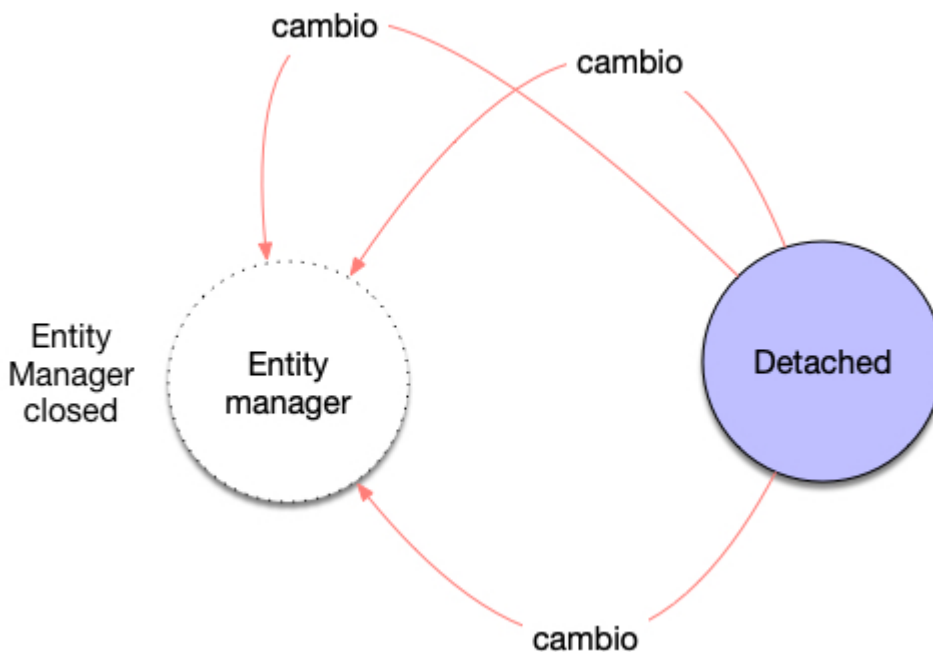 cambio
cambio
Entity
Manager
closed
Entity
manager
Detached
cambio